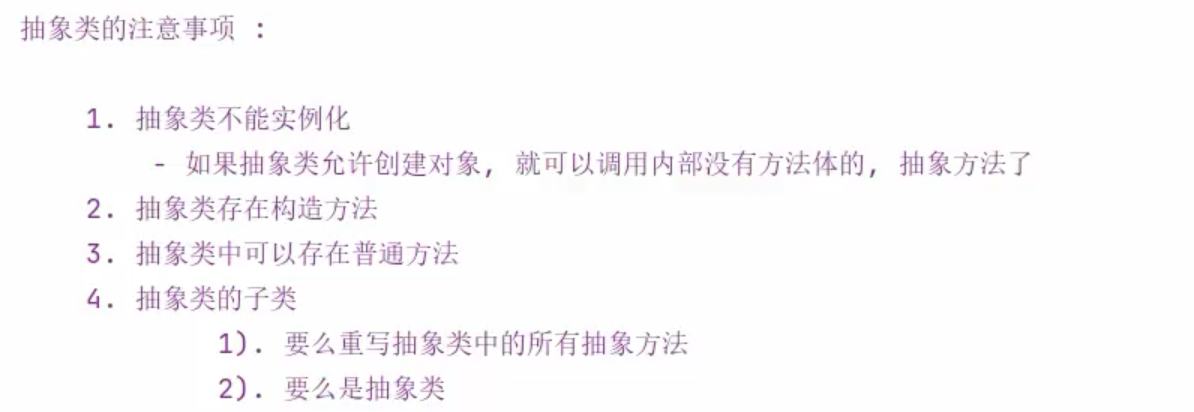 抽象类的注意事项 :
1. 抽象类不能实例化
- 如果抽象类允许创建对象, 就可以调用内部没有方法体的, 抽象方法了
2. 抽象类存在构造方法
3. 抽象类中可以存在普通方法
4. 抽象类的子类
1). 要么重写抽象类中的所有抽象方法
2). 要么是抽象类